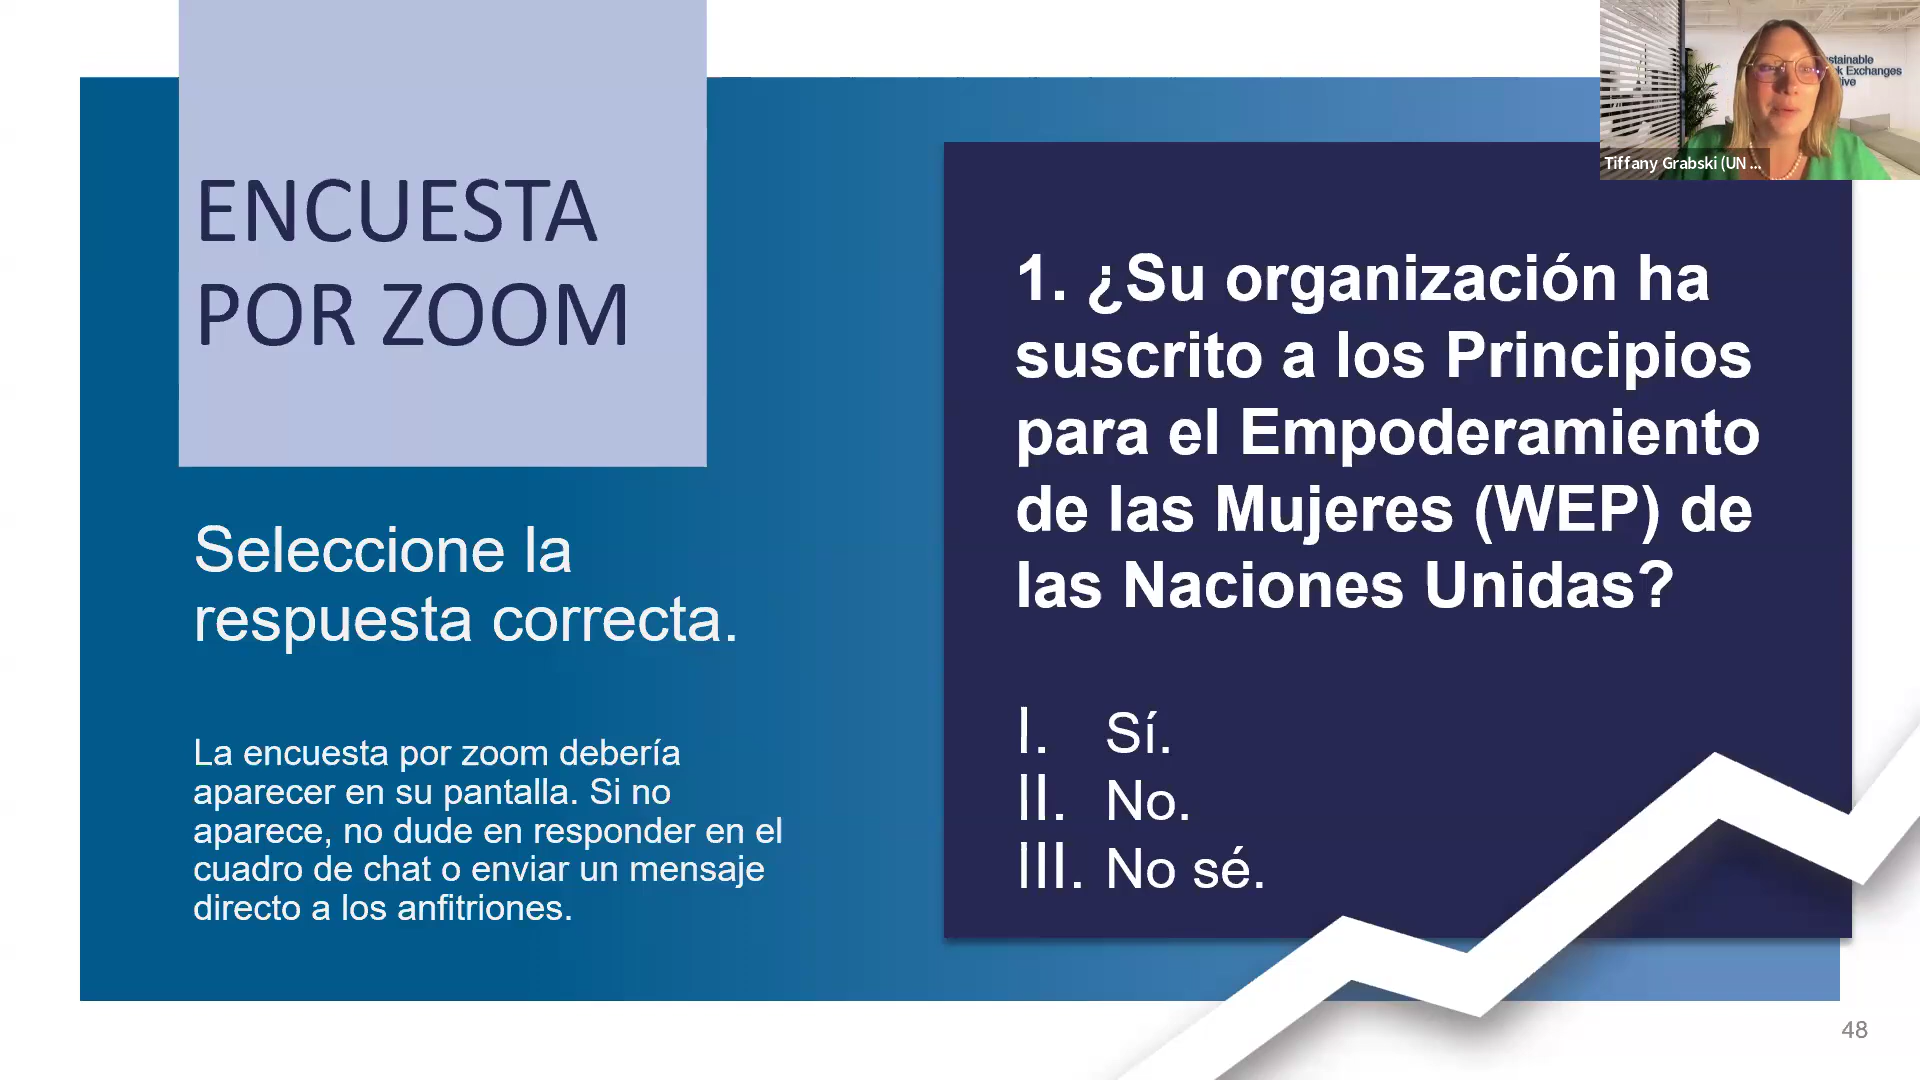 ENCUESTA
POR ZOOM
Seleccione la
respuesta correcta.
La encuesta por zoom debería
aparecer en su pantalla. Si no
aparece, no dude en responder en el
cuadro de chat o enviar un mensaje
directo a los anfitriones.
1. ¿Su organización ha
suscrito a los Principios
para el Empoderamiento
de las Mujeres (WEP) de
las Naciones Unidas?
I. Sí.
II. No.
III. No sé.
stainable
k Exchanges
tive
Tiffany Grabski (UN ...
48